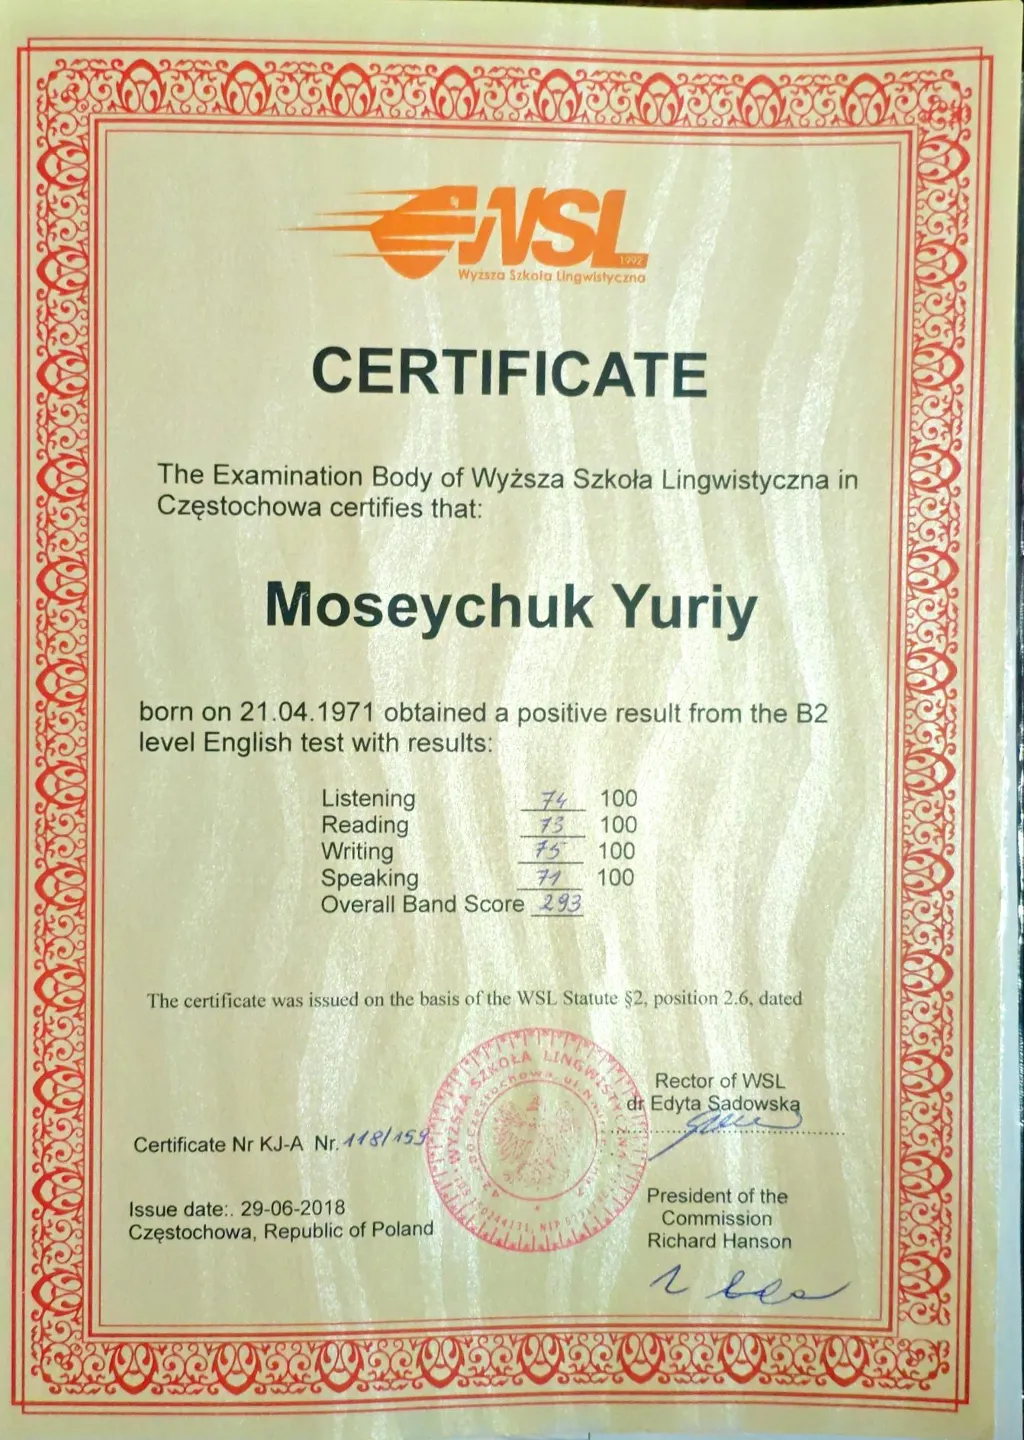 WSL
1992
Wyższa Szkoła Lingwistyczna
CERTIFICATE
The Examination Body of Wyższa Szkoła Lingwistyczna in
Częstochowa certifies that:
Moseychuk Yuriy
born on 21.04.1971 obtained a positive result from the B2
level English test with results:
Listening 74 100
Reading 73 100
Writing 75 100
Speaking 71 100
Overall Band Score 293
The certificate was issued on the basis of the WSL Statute §2, position 2.6, dated
WYŻSZA SZKOŁA LINGWISTYCZNA
Rector of WSL
dr Edyta Sadowska
Certificate Nr KJ-A Nr. 118/159
Issue date:. 29-06-2018
Częstochowa, Republic of Poland
President of the
Commission
Richard Hanson